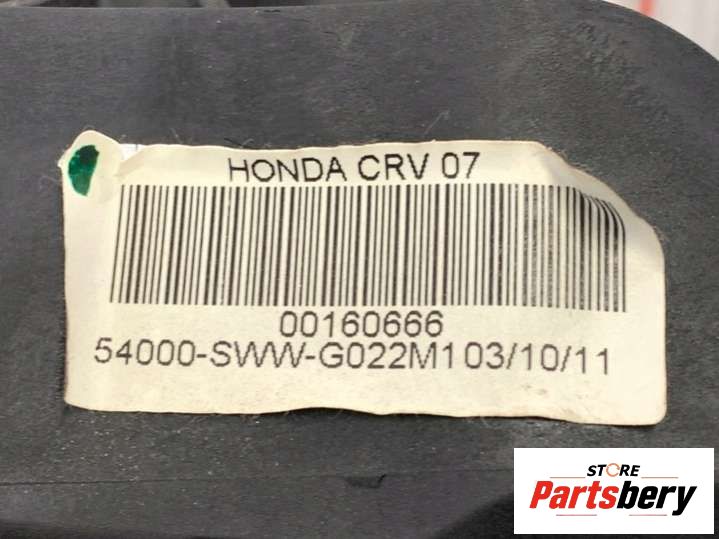 HONDA CRV 07
00160666
54000-SWW-G022M1 03/10/11
STORE
Partsbery